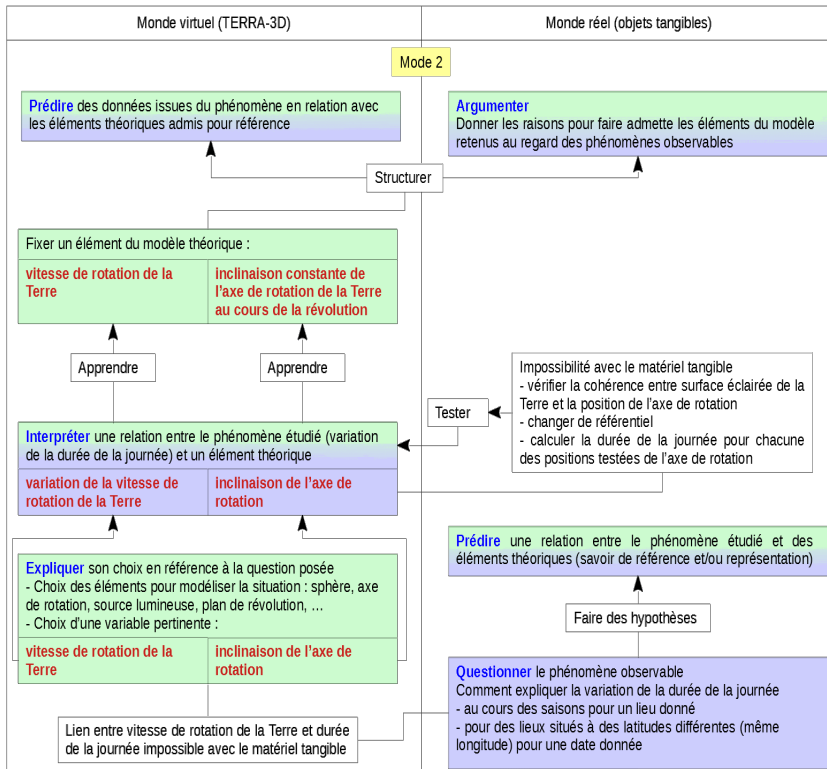 Monde virtuel (TERRA-3D)
Monde réel (objets tangibles)
Mode 2
Prédire des données issues du phénomène en relation avec
les éléments théoriques admis pour référence
Argumenter
Donner les raisons pour faire admette les éléments du modèle
retenus au regard des phénomènes observables
Structurer
Fixer un élément du modèle théorique :
vitesse de rotation de la
Terre
inclinaison constante de
l'axe de rotation de la Terre
au cours de la révolution
Apprendre
Apprendre
Impossibilité avec le matériel tangible
- vérifier la cohérence entre surface éclairée de la
Terre et la position de l'axe de rotation
- changer de référentiel
- calculer la durée de la journée pour chacune
des positions testées de l'axe de rotation
Tester
Interpréter une relation entre le phénomène étudié (variation
de la durée de la journée) et un élément théorique
variation de la vitesse de
rotation de la Terre
inclinaison de l'axe de
rotation
Prédire une relation entre le phénomène étudié et des
éléments théoriques (savoir de référence et/ou représentation)
Expliquer son choix en référence à la question posée
- Choix des éléments pour modéliser la situation : sphère, axe
de rotation, source lumineuse, plan de révolution, ...
- Choix d'une variable pertinente :
vitesse de rotation de la
Terre
inclinaison de l'axe de
rotation
Faire des hypothèses
Questionner le phénomène observable
Comment expliquer la variation de la durée de la journée
- au cours des saisons pour un lieu donné
- pour des lieux situés à des latitudes différentes (même
longitude) pour une date donnée
Lien entre vitesse de rotation de la Terre et durée
de la journée impossible avec le matériel tangible